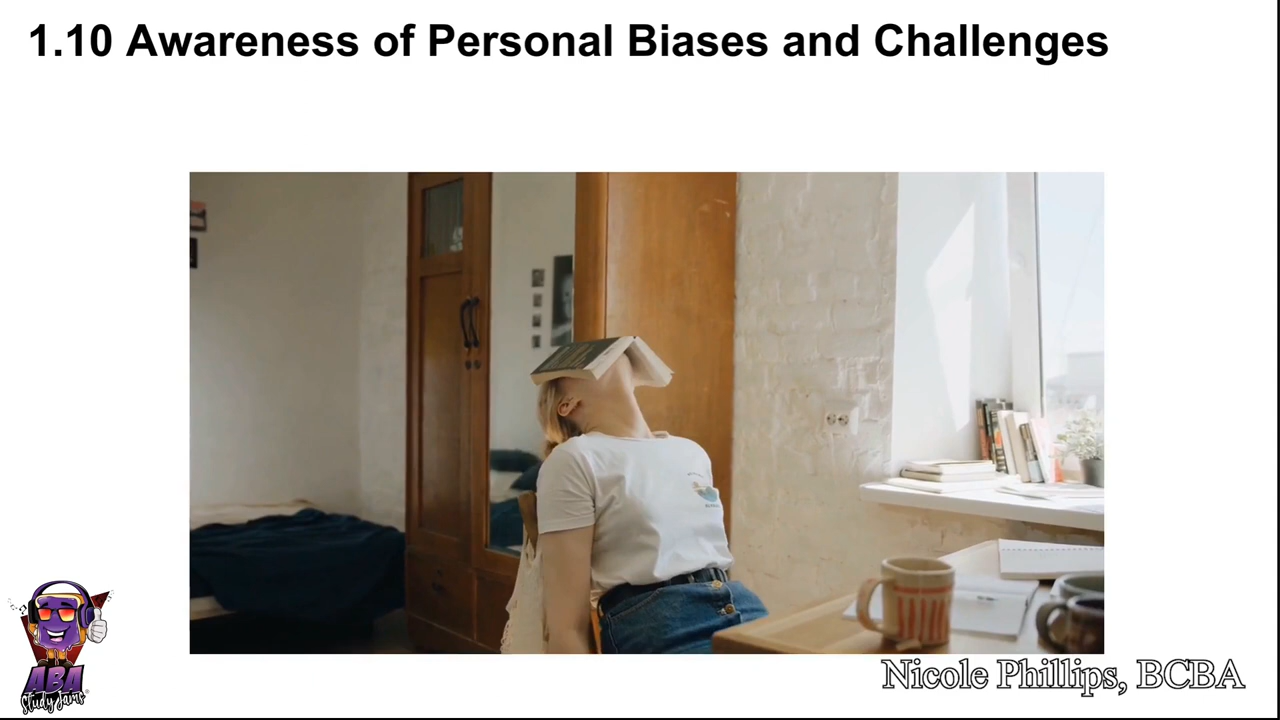 1.10 Awareness of Personal Biases and Challenges
ABA
Study Jams
Nicole Phillips, BCBA